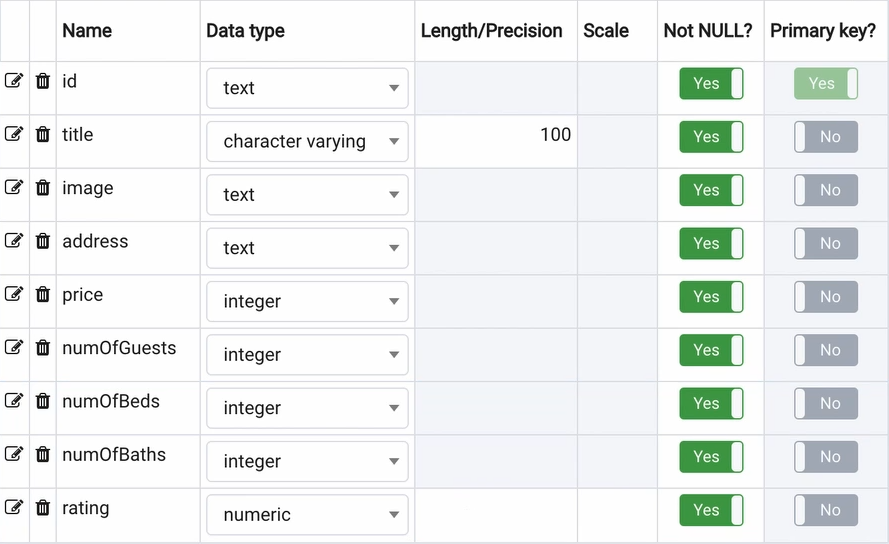 Name Data type Length/Precision Scale Not NULL? Primary key?
id text Yes Yes
title character varying 100 Yes No
image text Yes No
address text Yes No
price integer Yes No
numOfGuests integer Yes No
numOfBeds integer Yes No
numOfBaths integer Yes No
rating numeric Yes No